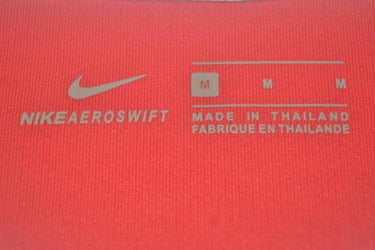 NIKEAEROSWIFT
M M M
MADE IN THAILAND
FABRIQUE EN THAILANDE